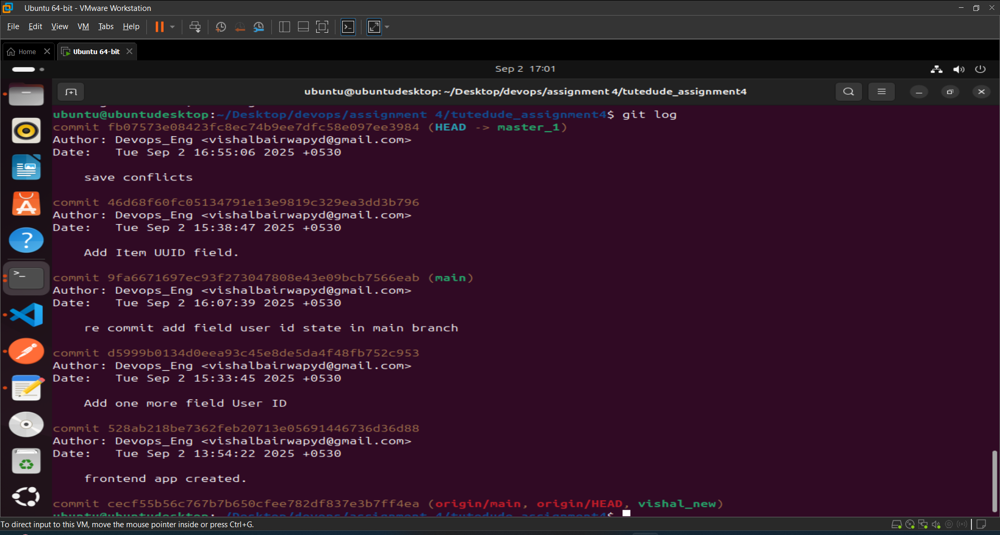 Ubuntu 64-bit - VMware Workstation
File Edit View VM Tabs Help
Home Ubuntu 64-bit
Sep 2 17:01
ubuntu@ubuntudesktop: ~/Desktop/devops/assignment 4/tutedude_assignment4
ubuntu@ubuntudesktop:~/Desktop/devops/assignment 4/tutedude_assignment4$ git log
commit fb07573e08423fc8ec74b9ee7dfc58e097ee3984 (HEAD -> master_1)
Author: Devops_Eng <vishalbairwapyd@gmail.com>
Date:   Tue Sep 2 16:55:06 2025 +0530
save conflicts
commit 46d68f60fc05134791e13e9819c329ea3dd3b796
Author: Devops_Eng <vishalbairwapyd@gmail.com>
Date:   Tue Sep 2 15:38:47 2025 +0530
Add Item UUID field.
commit 9fa6671697ec93f273047808e43e09bcb7566eab (main)
Author: Devops_Eng <vishalbairwapyd@gmail.com>
Date:   Tue Sep 2 16:07:39 2025 +0530
re commit add field user id state in main branch
commit d5999b0134d0eea93c45e8de5da4f48fb752c953
Author: Devops_Eng <vishalbairwapyd@gmail.com>
Date:   Tue Sep 2 15:33:45 2025 +0530
Add one more field User ID
commit 528ab218be7362feb20713e05691446736d36d88
Author: Devops_Eng <vishalbairwapyd@gmail.com>
Date:   Tue Sep 2 13:54:22 2025 +0530
frontend app created.
commit cecf55b56c767b7b650cfee782df837e3b7ff4ea (origin/main, origin/HEAD, vishal_new)
ubuntu@ubuntudesktop:~/Desktop/devops/assignment 4/tutedude_assignment4$
To direct input to this VM, move the mouse pointer inside or press Ctrl+G.